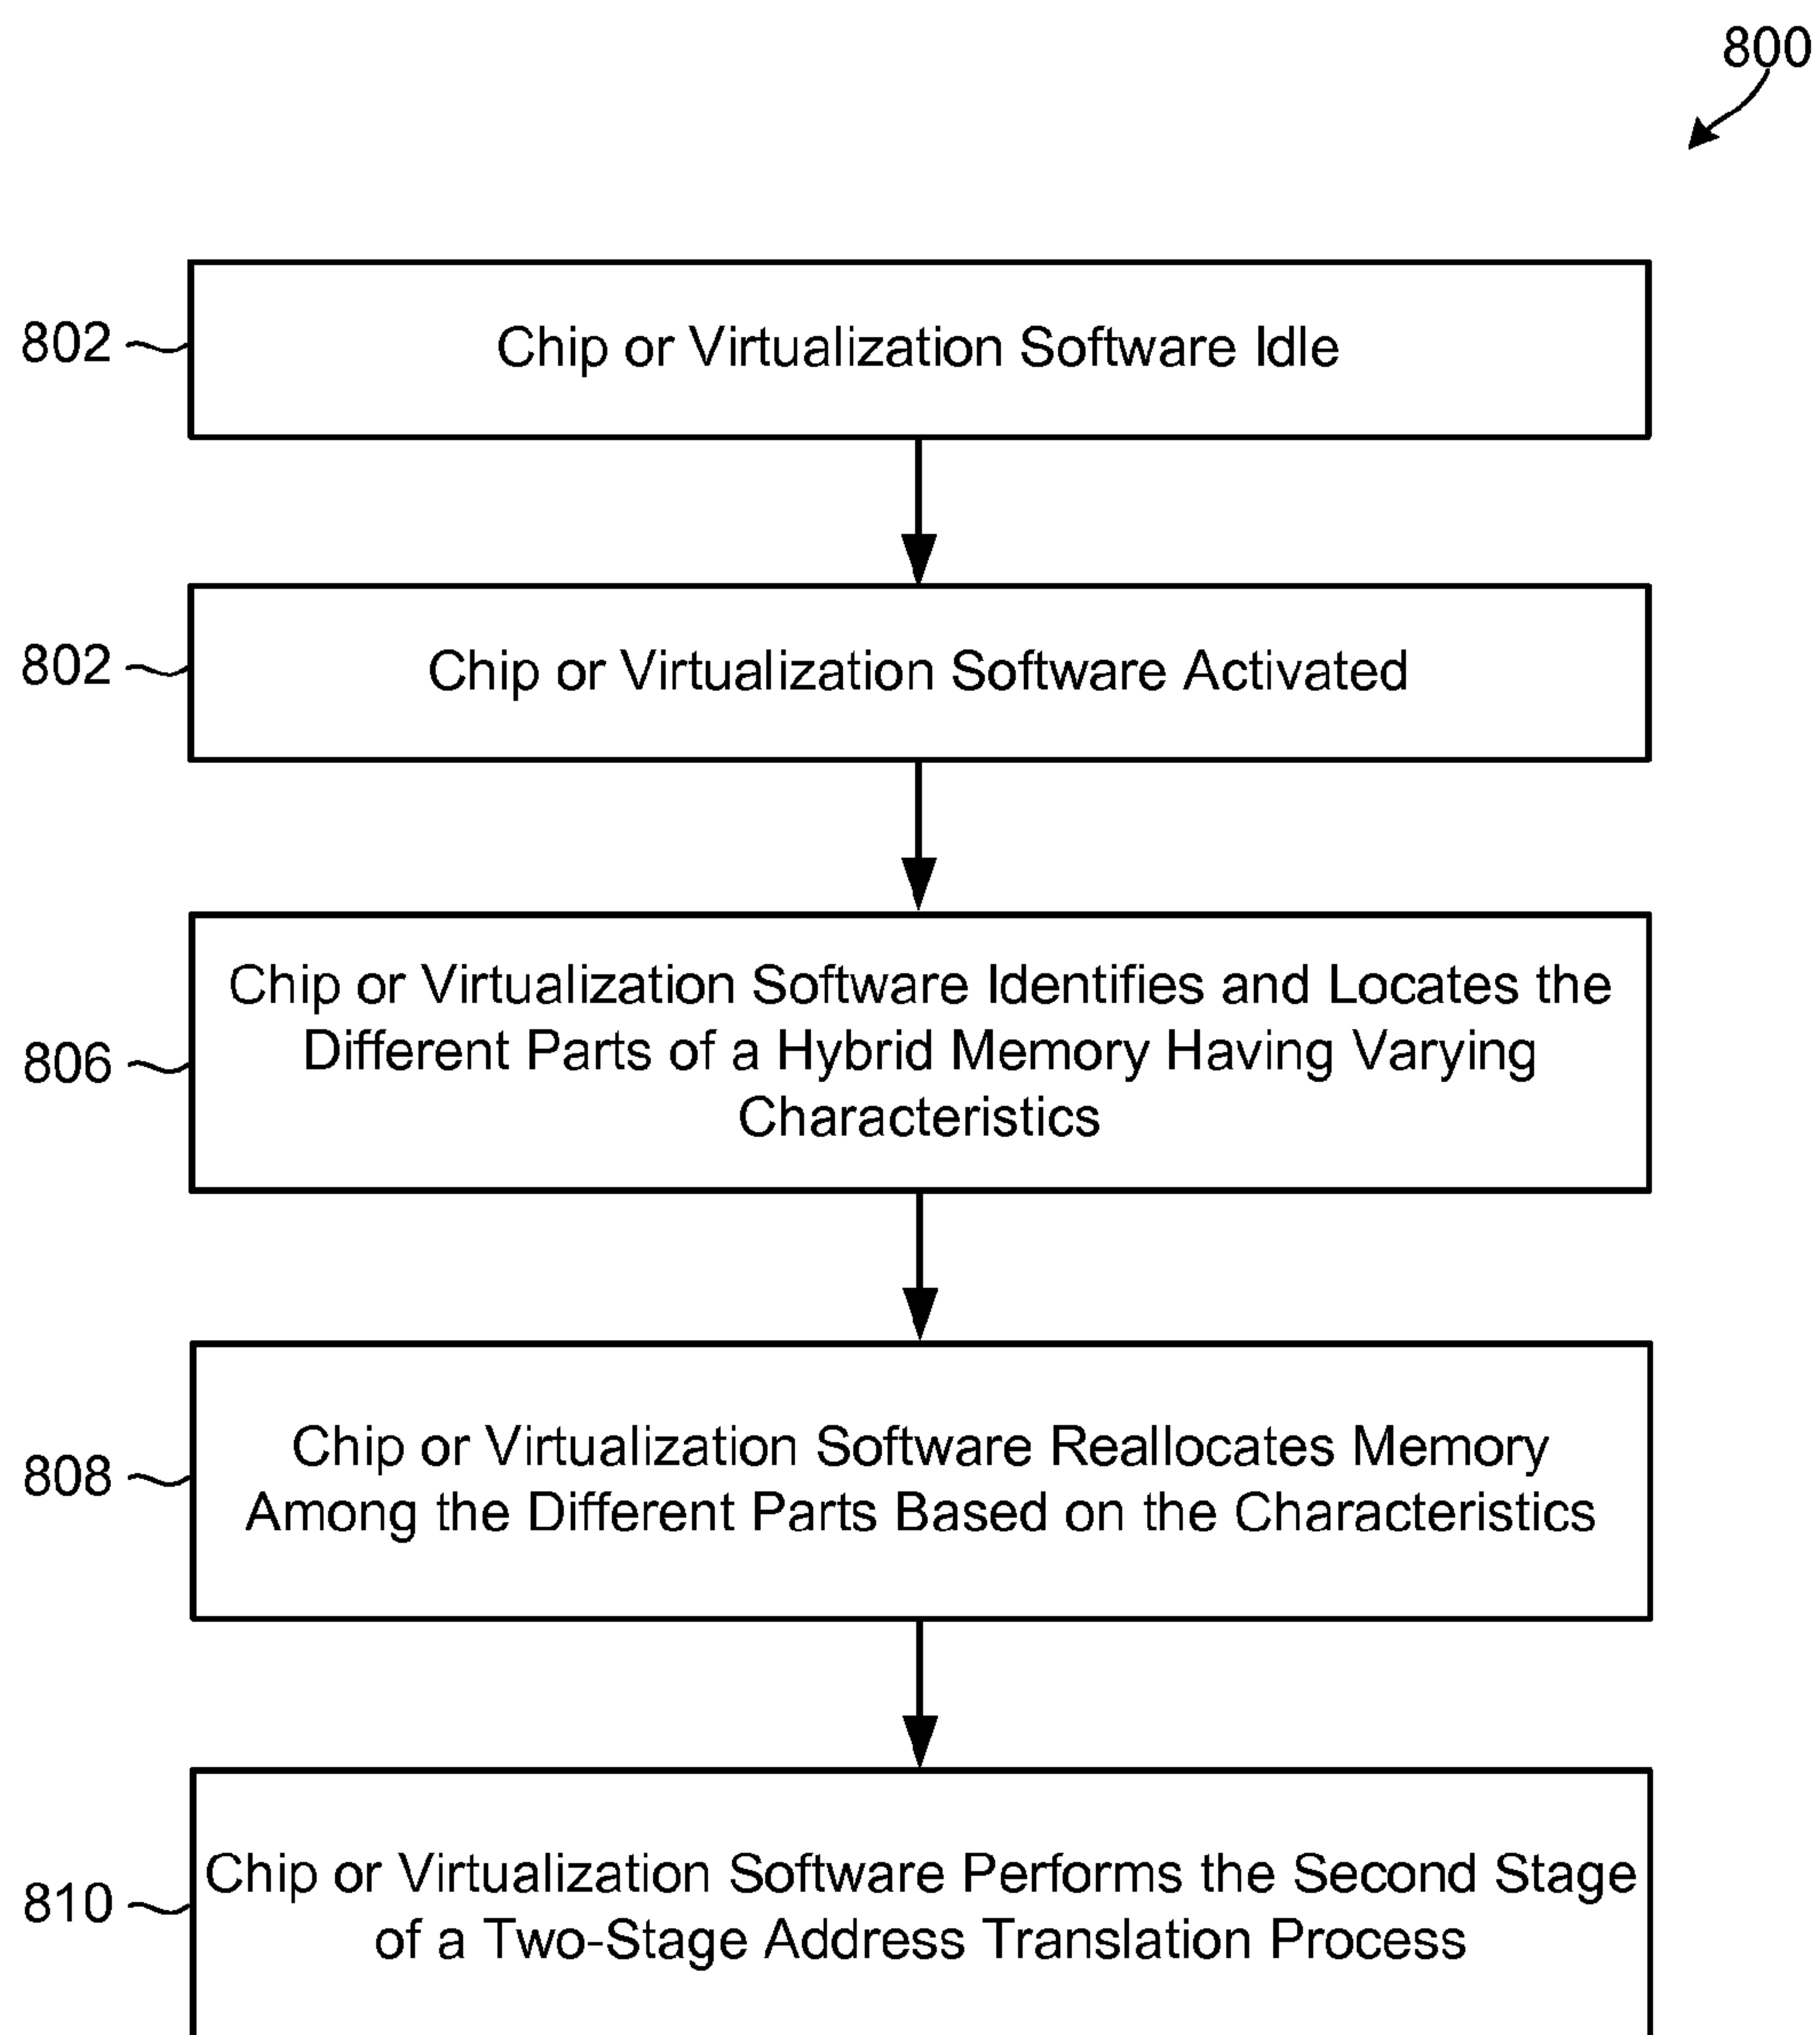 800
802
Chip or Virtualization Software Idle
802
Chip or Virtualization Software Activated
806
Chip or Virtualization Software Identifies and Locates the
Different Parts of a Hybrid Memory Having Varying
Characteristics
808
Chip or Virtualization Software Reallocates Memory
Among the Different Parts Based on the Characteristics
810
Chip or Virtualization Software Performs the Second Stage
of a Two-Stage Address Translation Process